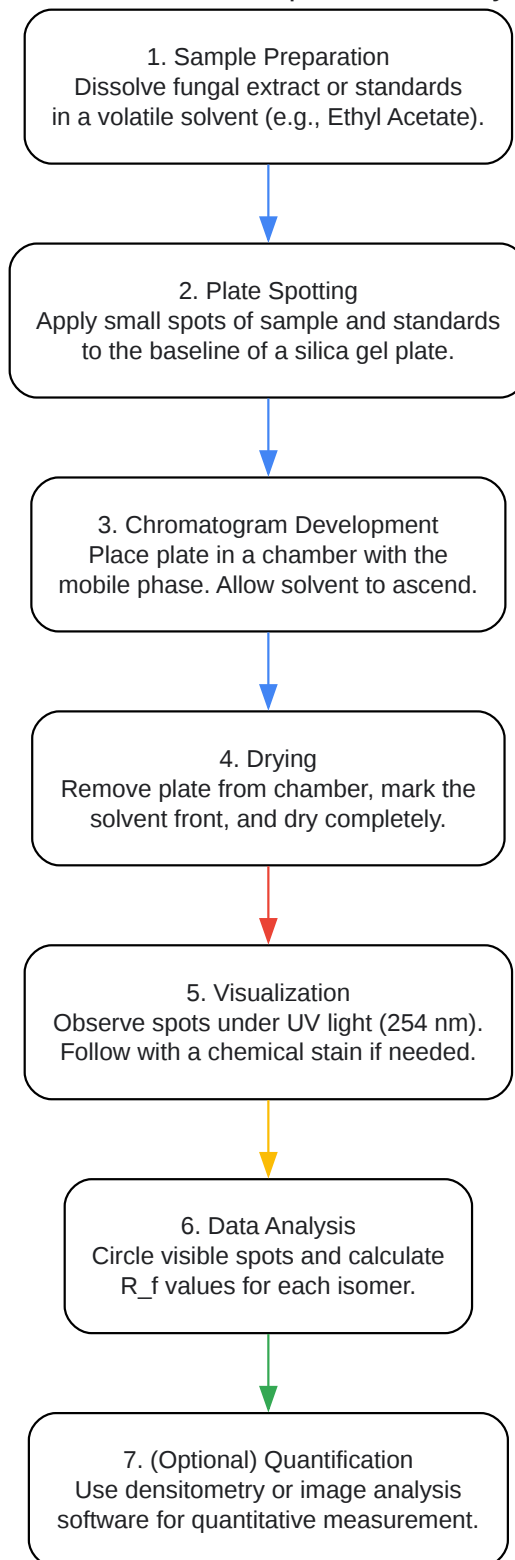 1. Sample Preparation
Dissolve fungal extract or standards
in a volatile solvent (e.g., Ethyl Acetate).
2. Plate Spotting
Apply small spots of sample and standards
to the baseline of a silica gel plate.
3. Chromatogram Development
Place plate in a chamber with the
mobile phase. Allow solvent to ascend.
4. Drying
Remove plate from chamber, mark the
solvent front, and dry completely.
5. Visualization
Observe spots under UV light (254 nm).
Follow with a chemical stain if needed.
6. Data Analysis
Circle visible spots and calculate
R_f values for each isomer.
7. (Optional) Quantification
Use densitometry or image analysis
software for quantitative measurement.